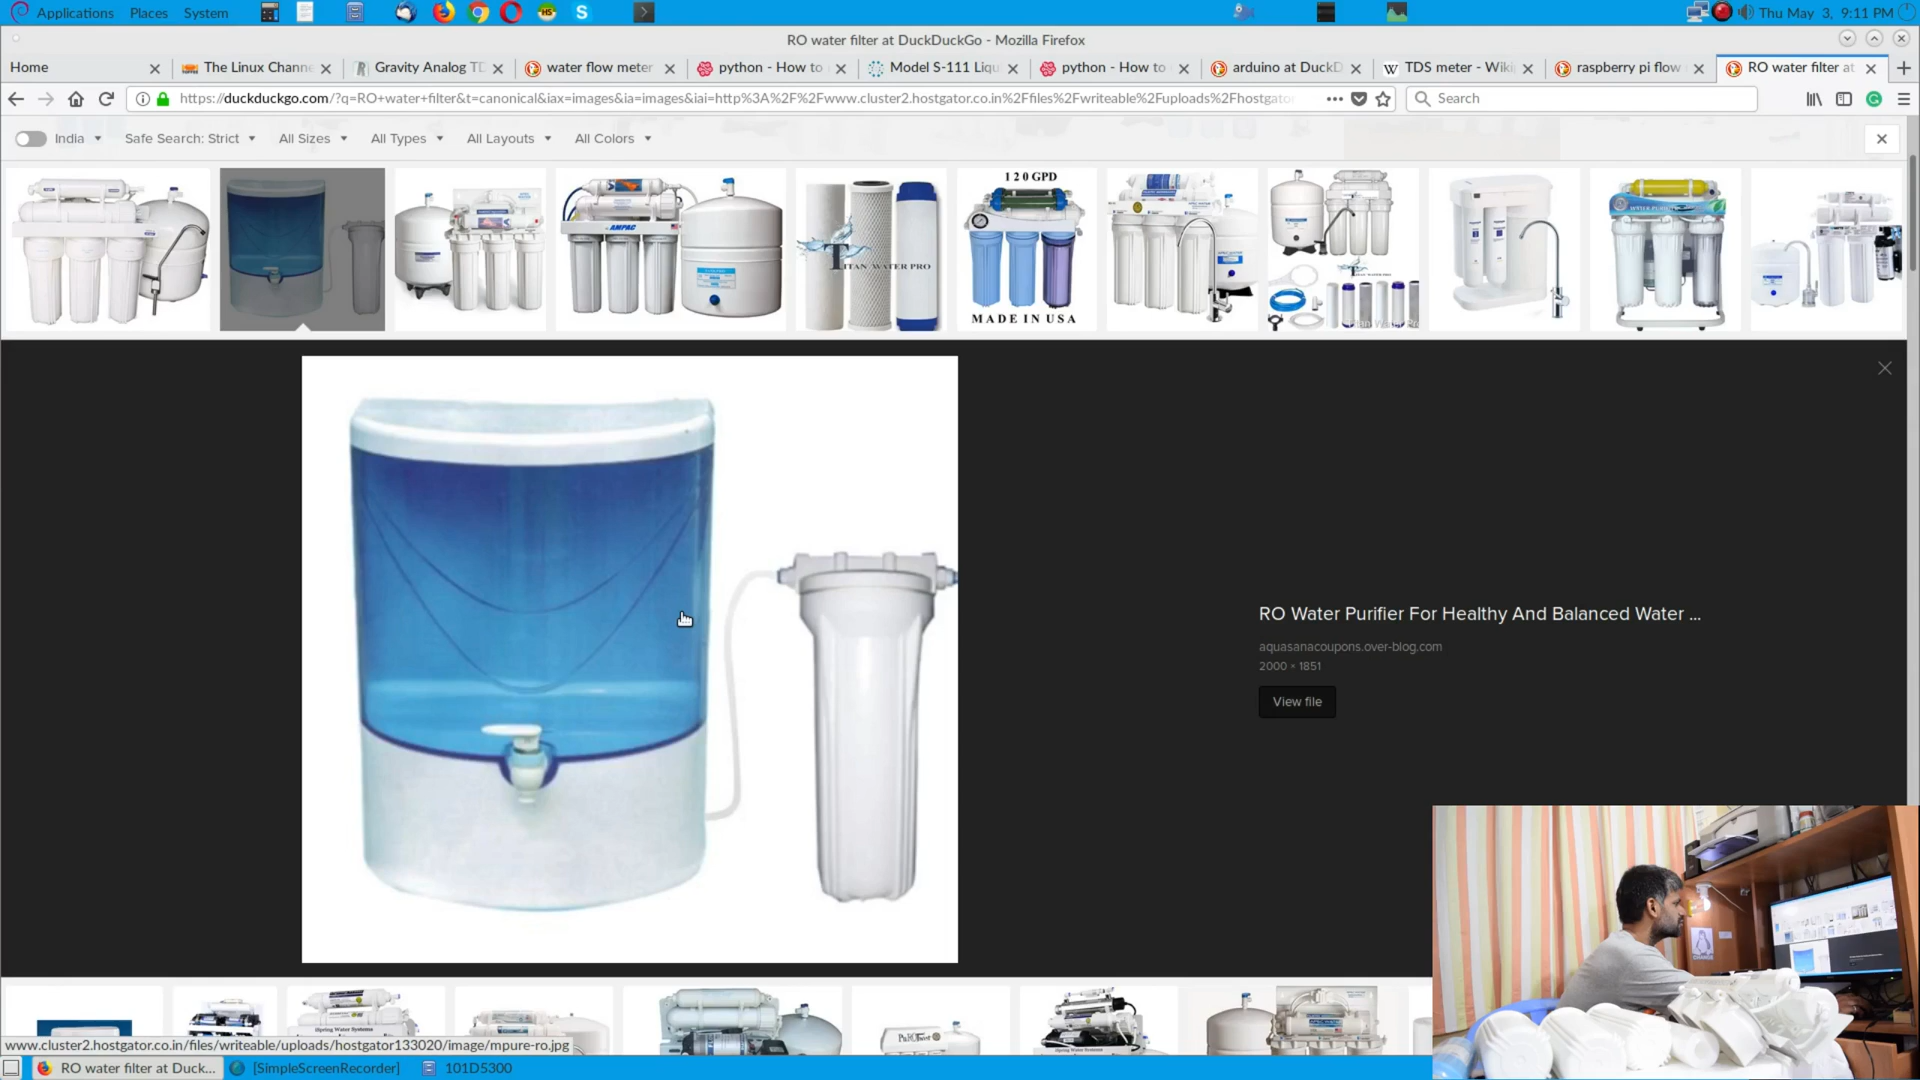 Applications Places System
Thu May 3, 9:11 PM
RO water filter at DuckDuckGo - Mozilla Firefox
Home
The Linux Channe
Gravity Analog TD
water flow meter
python - How to
Model S-111 Liqu
python - How to
arduino at DuckD
TDS meter - Wiki
raspberry pi flow
RO water filter at
https://duckduckgo.com/?q=RO+water+filter&t=canonical&iax=images&ia=images&iai=http%3A%2F%2Fwww.cluster2.hostgator.co.in%2Ffiles%2Fwriteable%2Fuploads%2Fhostgator
Search
India
Safe Search: Strict
All Sizes
All Types
All Layouts
All Colors
AMPAC
TITAN WATER PRO
120GPD
MADE IN USA
RO Water Purifier For Healthy And Balanced Water ...
aquasanacoupons.over-blog.com
2000 × 1851
View file
www.cluster2.hostgator.co.in/files/writeable/uploads/hostgator133020/image/mpure-ro.jpg
RO water filter at Duck...
[SimpleScreenRecorder]
101D5300